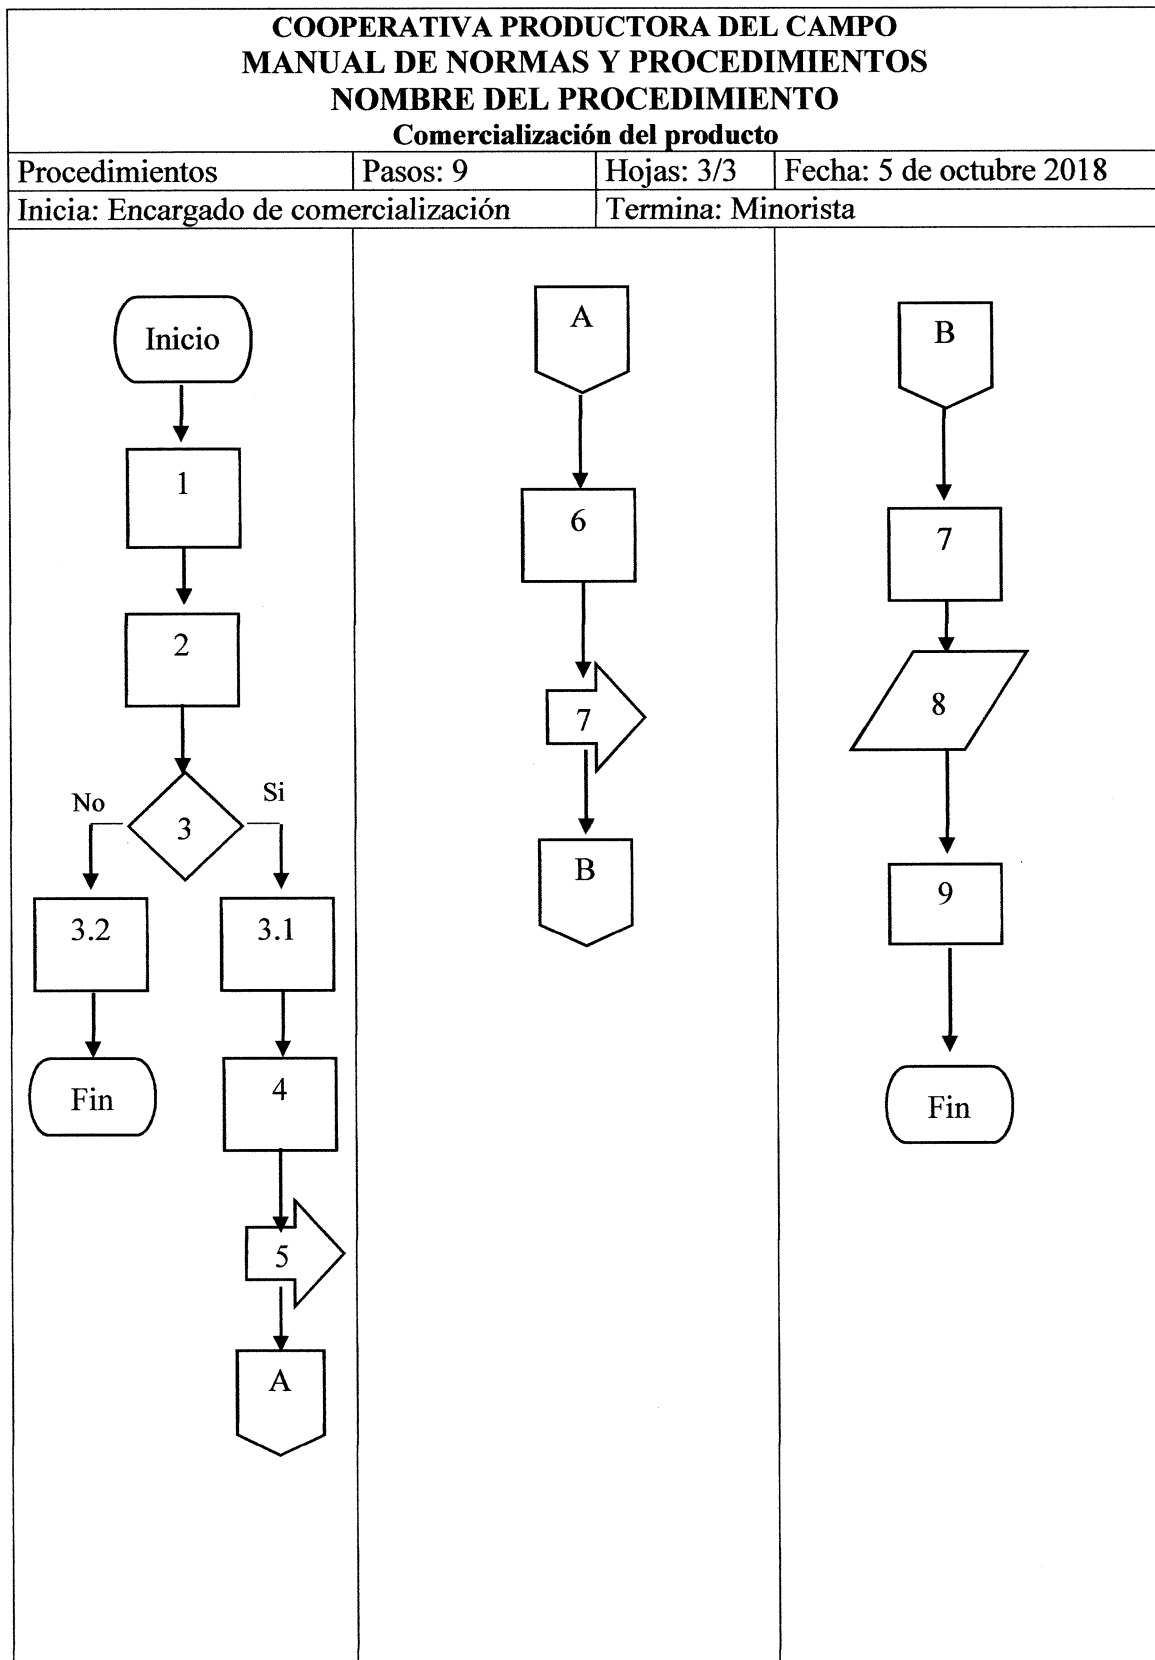 COOPERATIVA PRODUCTORA DEL CAMPO
MANUAL DE NORMAS Y PROCEDIMIENTOS
NOMBRE DEL PROCEDIMIENTO
Comercialización del producto
Procedimientos Pasos: 9 Hojas: 3/3 Fecha: 5 de octubre 2018
Inicia: Encargado de comercialización Termina: Minorista
Inicio
1
2
No
Si
3
3.2
3.1
Fin
4
5
A
A
6
7
B
B
7
8
9
Fin